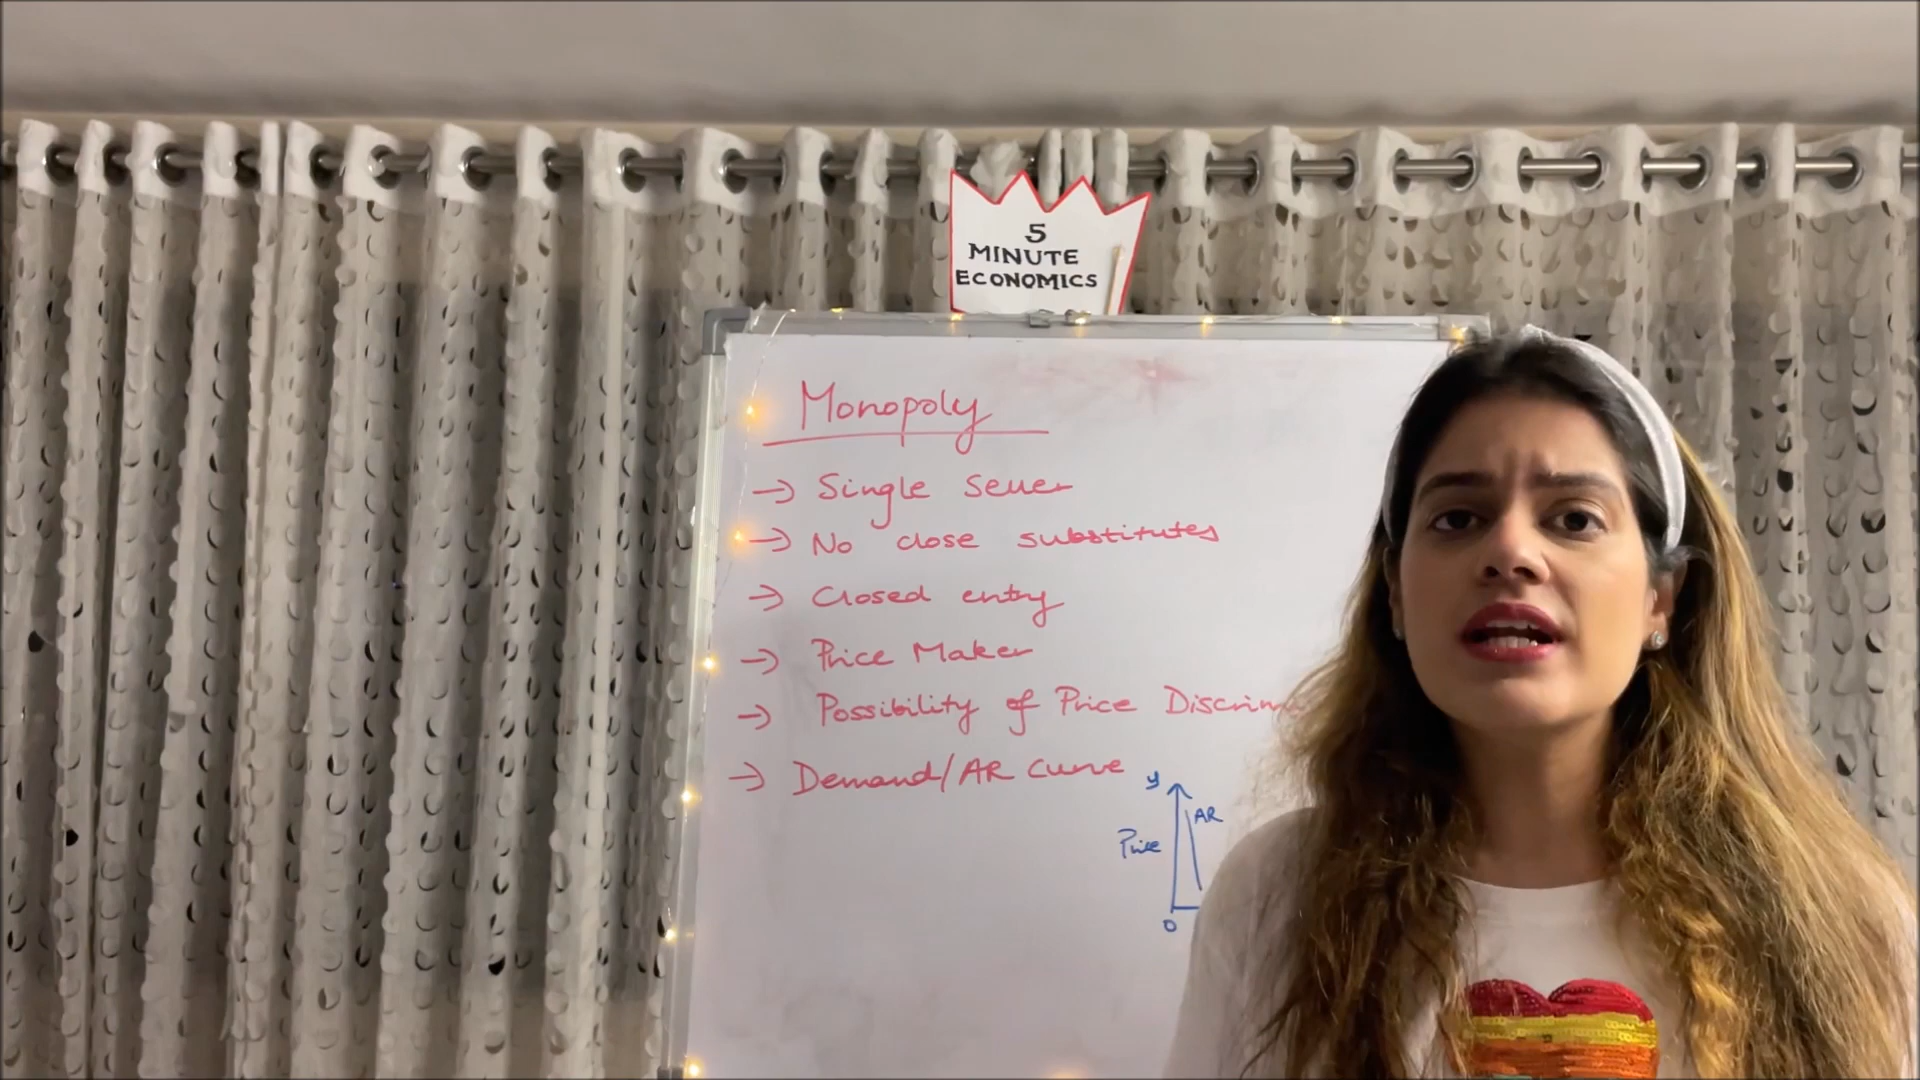 5
MINUTE
ECONOMICS
Monopoly
→ Single seller
→ No close substitutes
→ Closed entry
→ Price Maker
→ Possibility of Price Discrim
→ Demand/AR curve
y
AR
Price
0